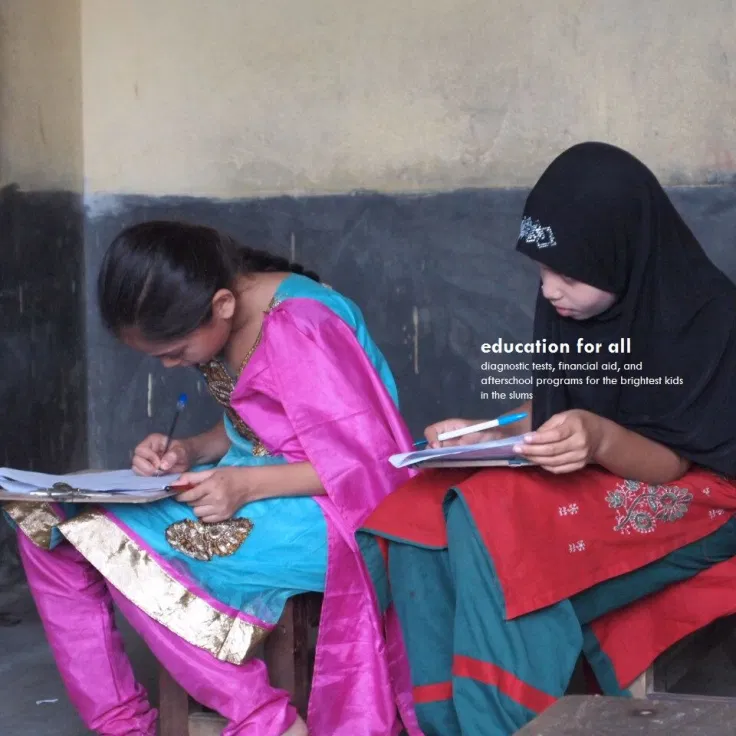 education for all
diagnostic tests, financial aid, and
afterschool programs for the brightest kids
in the slums